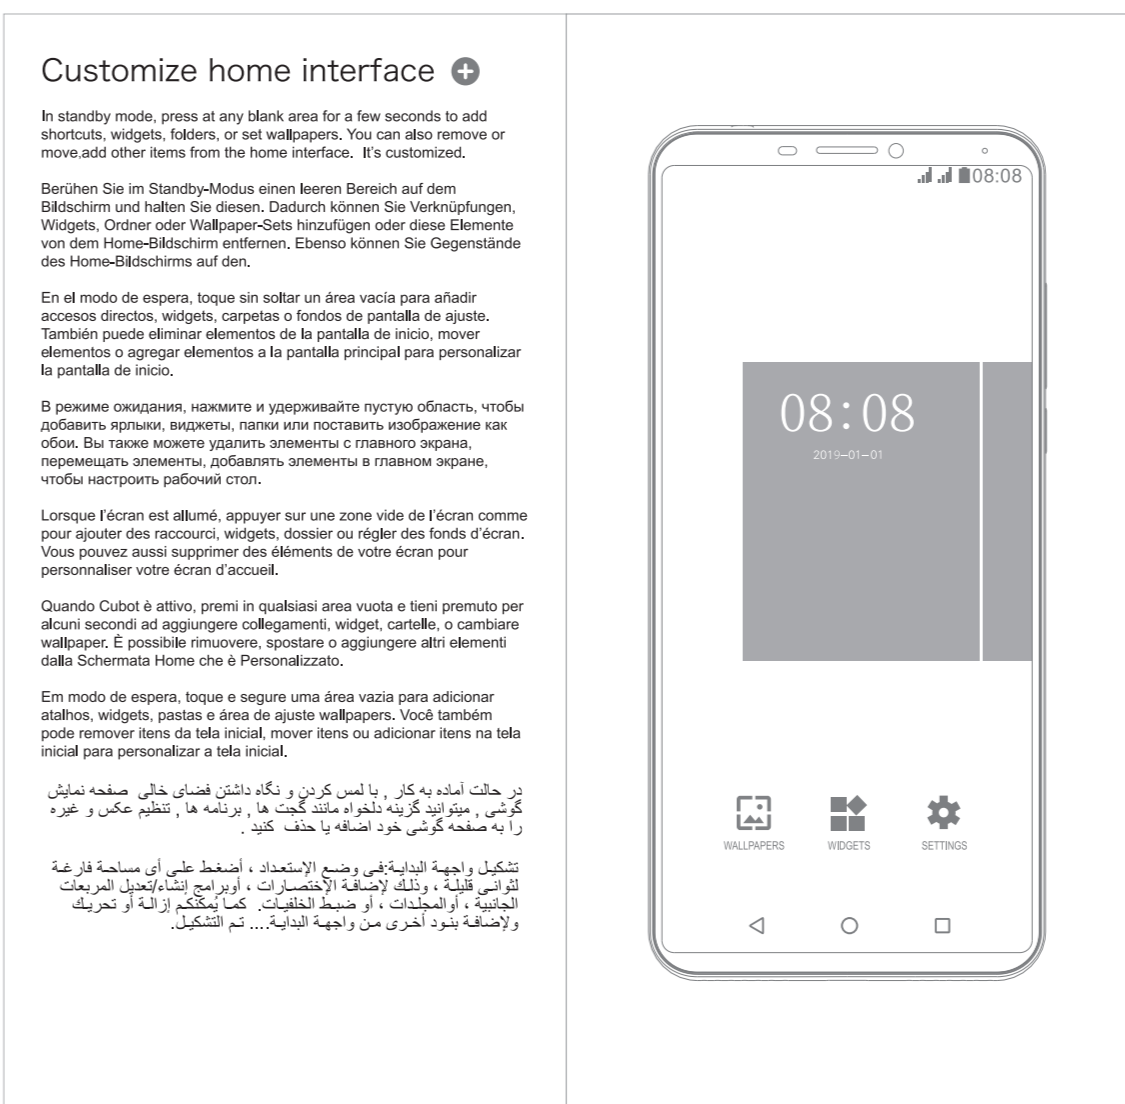 Customize home interface
In standby mode, press at any blank area for a few seconds to add
shortcuts, widgets, folders, or set wallpapers. You can also remove or
move,add other items from the home interface.  It's customized.
Berühen Sie im Standby-Modus einen leeren Bereich auf dem
Bildschirm und halten Sie diesen. Dadurch können Sie Verknüpfungen,
Widgets, Ordner oder Wallpaper-Sets hinzufügen oder diese Elemente
von dem Home-Bildschirm entfernen. Ebenso können Sie Gegenstände
des Home-Bildschirms auf den.
En el modo de espera, toque sin soltar un área vacía para añadir
accesos directos, widgets, carpetas o fondos de pantalla de ajuste.
También puede eliminar elementos de la pantalla de inicio, mover
elementos o agregar elementos a la pantalla principal para personalizar
la pantalla de inicio.
В режиме ожидания, нажмите и удерживайте пустую область, чтобы
добавить ярлыки, виджеты, папки или поставить изображение как
обои. Вы также можете удалить элементы с главного экрана,
перемещать элементы, добавлять элементы в главном экране,
чтобы настроить рабочий стол.
Lorsque l'écran est allumé, appuyer sur une zone vide de l'écran comme
pour ajouter des raccourci, widgets, dossier ou régler des fonds d'écran.
Vous pouvez aussi supprimer des éléments de votre écran pour
personnaliser votre écran d'accueil.
Quando Cubot è attivo, premi in qualsiasi area vuota e tieni premuto per
alcuni secondi ad aggiungere collegamenti, widget, cartelle, o cambiare
wallpaper. È possibile rimuovere, spostare o aggiungere altri elementi
dalla Schermata Home che è Personalizzato.
Em modo de espera, toque e segure uma área vazia para adicionar
atalhos, widgets, pastas e área de ajuste wallpapers. Você também
pode remover itens da tela inicial, mover itens ou adicionar itens na tela
inicial para personalizar a tela inicial.
در حالت آماده به کار , با لمس کردن و نگاه داشتن فضای خالی صفحه نمایش
گوشی , میتوانید گزینه دلخواه مانند گجت ها , برنامه ها , تنظیم عکس و غیره
را به صفحه گوشی خود اضافه یا حذف کنید .
تشكيل واجهة البداية:فى وضع الإستعداد ، أضغط على أى مساحة فارغة
لثوانى قليلة ، وذلك لإضافة الإختصارات ، أوبرامج إنشاء/تعديل المربعات
الجانبية ، أوالمجلدات ، أو ضبط الخلفيات. كما يُمكنكم إزالة أو تحريك
ولإضافة بنود أخرى من واجهة البداية.... تم التشكيل.
08:08
08:08
2019-01-01
WALLPAPERS
WIDGETS
SETTINGS